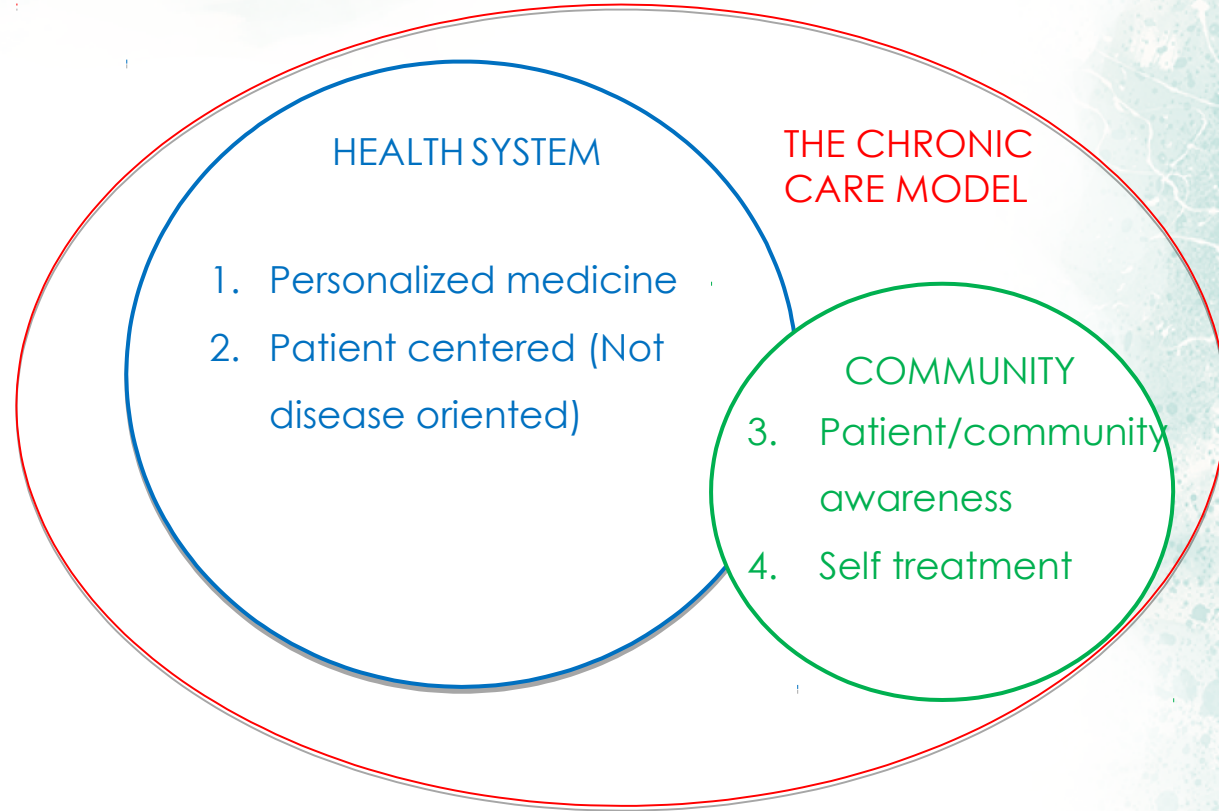 HEALTH SYSTEM
1. Personalized medicine
2. Patient centered (Not
disease oriented)
THE CHRONIC
CARE MODEL
COMMUNITY
3. Patient/community
awareness
4. Self treatment